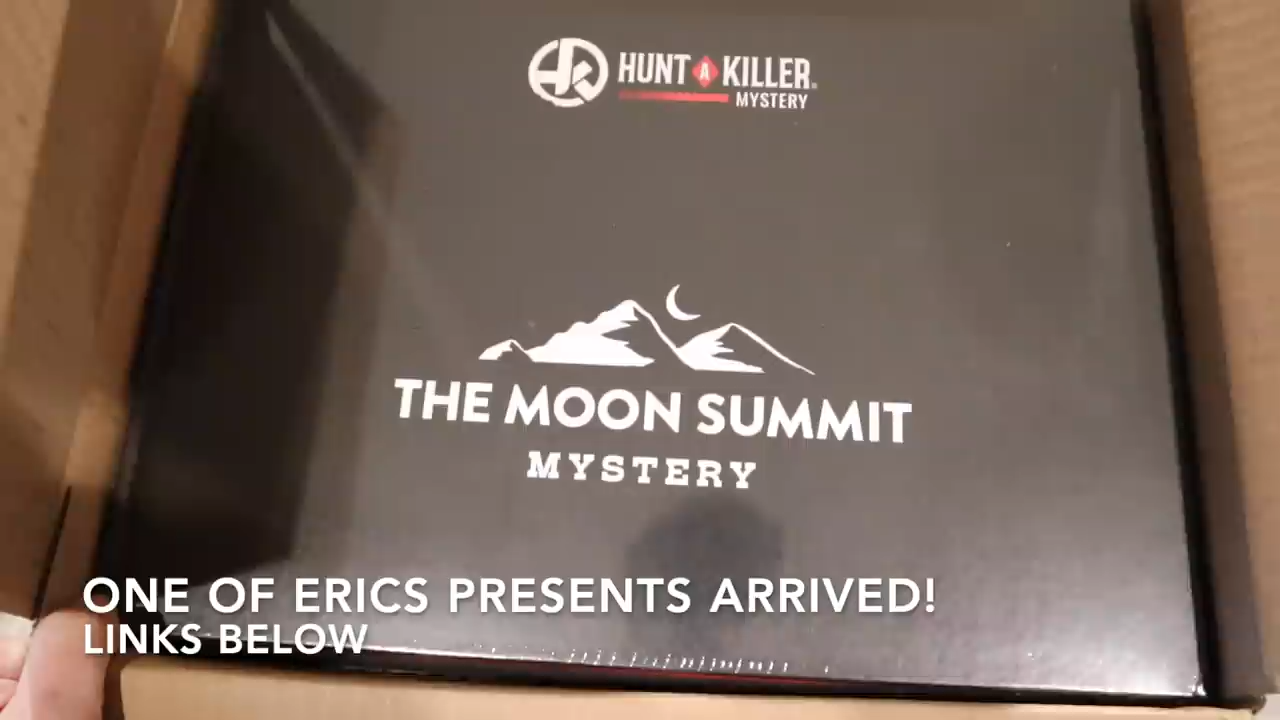 HUNT A KILLER®
MYSTERY
THE MOON SUMMIT
MYSTERY
ONE OF ERICS PRESENTS ARRIVED!
LINKS BELOW